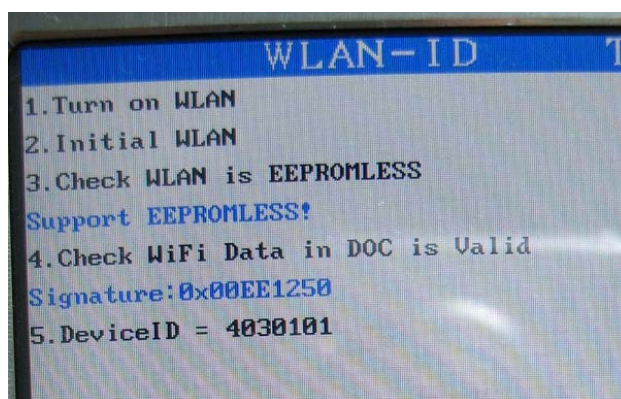 WLAN-ID T
1.Turn on WLAN
2.Initial WLAN
3.Check WLAN is EEPROMLESS
Support EEPROMLESS!
4.Check WiFi Data in DOC is Valid
Signature:0x00EE1250
5.DeviceID = 4030101